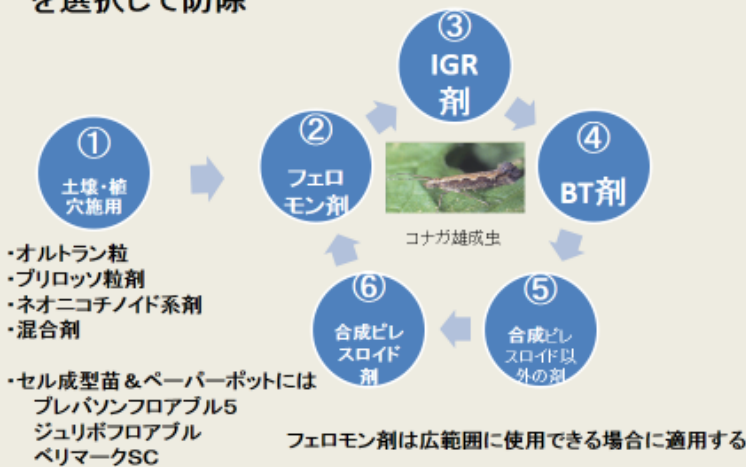 を選択して防除
③
IGR
剤
②
フェロ
モン剤
④
BT剤
①
土壌・植
穴施用
コナガ雄成虫
⑥
合成ピレ
スロイド
剤
⑤
合成ピレ
スロイド以
外の剤
・オルトラン粒
・プリロッソ粒剤
・ネオニコチノイド系剤
・混合剤
・セル成型苗＆ペーパーポットには
プレバソンフロアブル5
ジュリボフロアブル
ベリマークSC
フェロモン剤は広範囲に使用できる場合に適用する